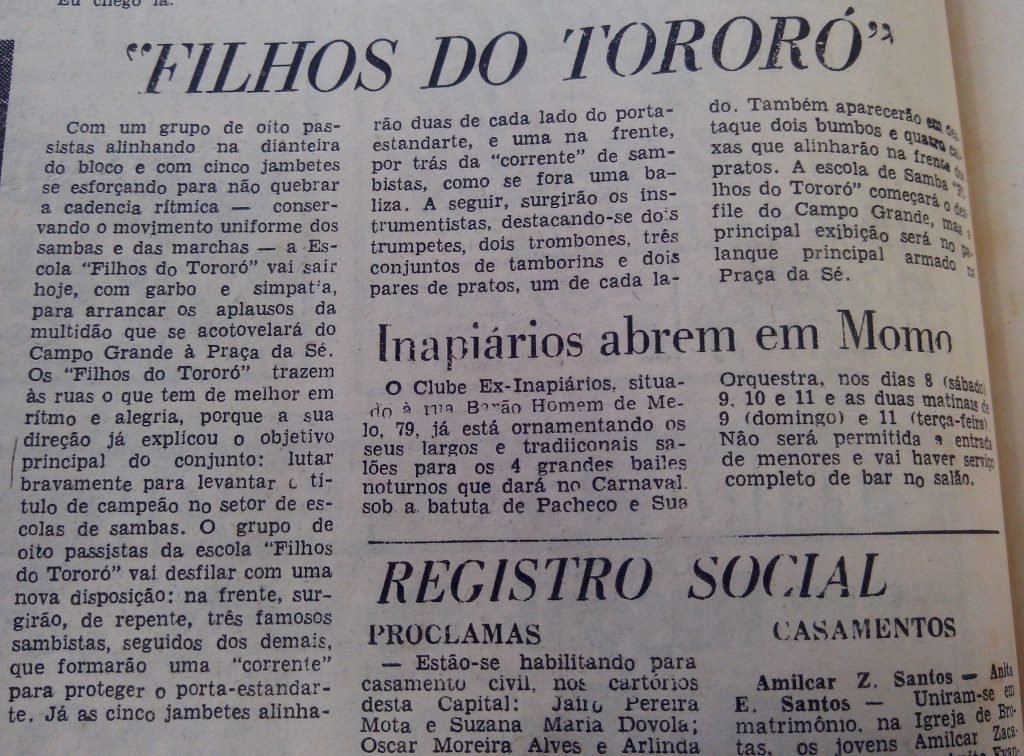 Eu chego lá.
"FILHOS DO TORORÓ"
Com um grupo de oito pas-
sistas alinhando na dianteira
do bloco e com cinco jambetes
se esforçando para não quebrar
a cadencia rítmica — conser-
vando o movimento uniforme dos
sambas e das marchas — a Es-
cola "Filhos do Tororó" vai sair
hoje, com garbo e simpatia,
para arrancar os aplausos da
multidão que se acotovelará do
Campo Grande à Praça da Sé.
Os "Filhos do Tororó" trazem
às ruas o que tem de melhor em
rítmo e alegria, porque a sua
direção já explicou o objetivo
principal do conjunto: lutar
bravamente para levantar o tí-
tulo de campeão no setor de es-
colas de sambas. O grupo de
oito passistas da escola "Filhos
do Tororó" vai desfilar com uma
nova disposição: na frente, sur-
girão, de repente, três famosos
sambistas, seguidos dos demais,
que formarão uma "corrente"
para proteger o porta-estandar-
te. Já as cinco jambetes alinha-
rão duas de cada lado do porta-
estandarte, e uma na frente,
por trás da "corrente" de sam-
bistas, como se fora uma ba-
liza. A seguir, surgirão os ins-
trumentistas, destacando-se dois
trumpetes, dois trombones, três
conjuntos de tamborins e dois
pares de pratos, um de cada la-
do. Também aparecerão em des-
taque dois bumbos e quatro cai-
xas que alinharão na frente dos
pratos. A escola de Samba "Fi-
lhos do Tororó" começará o des-
file do Campo Grande, mas a
principal exibição será no pa-
lanque principal armado na
Praça da Sé.
Inapiários abrem em Momo
O Clube Ex-Inapiários, situa-
do à rua Barão Homem de Me-
lo, 79, já está ornamentando os
seus largos e tradiiconais sa-
lões para os 4 grandes bailes
noturnos que dará no Carnaval
sob a batuta de Pacheco e Sua
Orquestra, nos dias 8 (sábado)
9, 10 e 11 e as duas matinais de
9 (domingo) e 11 (terça-feira).
Não será permitida a entrada
de menores e vai haver serviço
completo de bar no salão.
REGISTRO SOCIAL
PROCLAMAS
— Estão-se habilitando para
casamento civil, nos cartórios
desta Capital: Jairo Pereira
Mota e Suzana Maria Dovola;
Oscar Moreira Alves e Arlinda
CASAMENTOS
Amilcar Z. Santos — Anita
E. Santos — Uniram-se em
matrimônio, na Igreja de Bro-
tas, os jovens Amilcar Zaca-